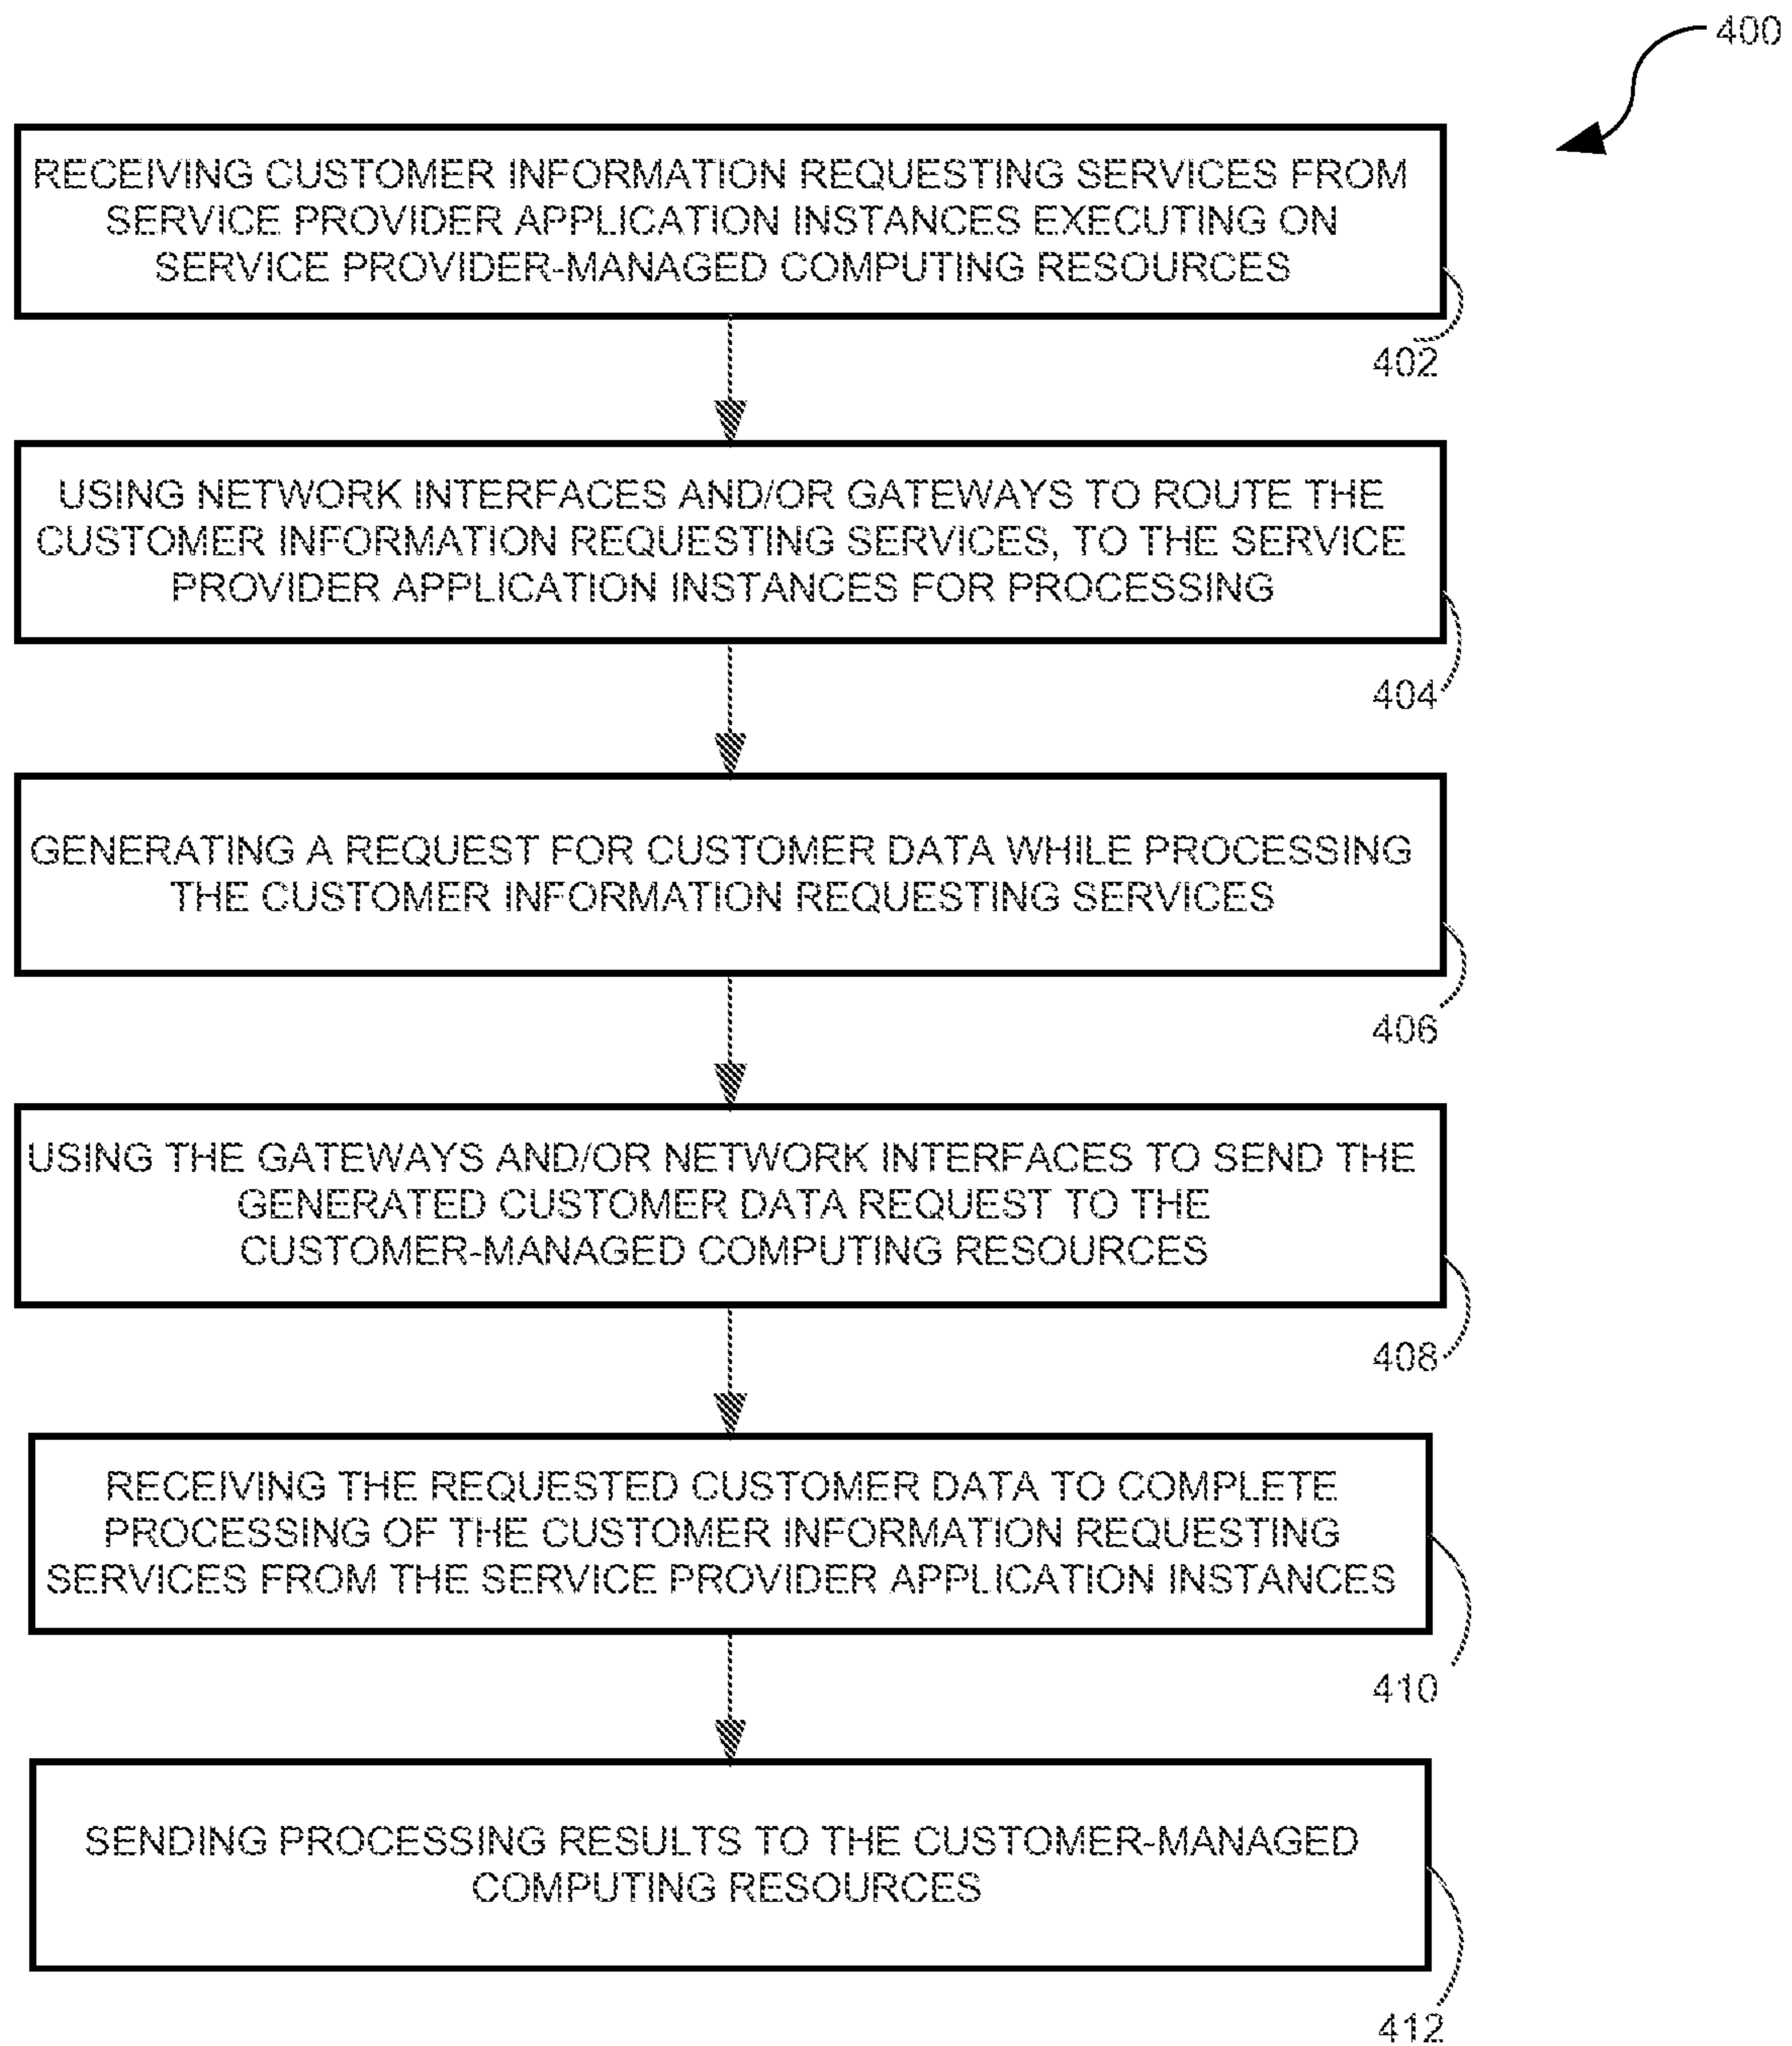 400
RECEIVING CUSTOMER INFORMATION REQUESTING SERVICES FROM
SERVICE PROVIDER APPLICATION INSTANCES EXECUTING ON
SERVICE PROVIDER-MANAGED COMPUTING RESOURCES
402
USING NETWORK INTERFACES AND/OR GATEWAYS TO ROUTE THE
CUSTOMER INFORMATION REQUESTING SERVICES, TO THE SERVICE
PROVIDER APPLICATION INSTANCES FOR PROCESSING
404
GENERATING A REQUEST FOR CUSTOMER DATA WHILE PROCESSING
THE CUSTOMER INFORMATION REQUESTING SERVICES
406
USING THE GATEWAYS AND/OR NETWORK INTERFACES TO SEND THE
GENERATED CUSTOMER DATA REQUEST TO THE
CUSTOMER-MANAGED COMPUTING RESOURCES
408
RECEIVING THE REQUESTED CUSTOMER DATA TO COMPLETE
PROCESSING OF THE CUSTOMER INFORMATION REQUESTING
SERVICES FROM THE SERVICE PROVIDER APPLICATION INSTANCES
410
SENDING PROCESSING RESULTS TO THE CUSTOMER-MANAGED
COMPUTING RESOURCES
412